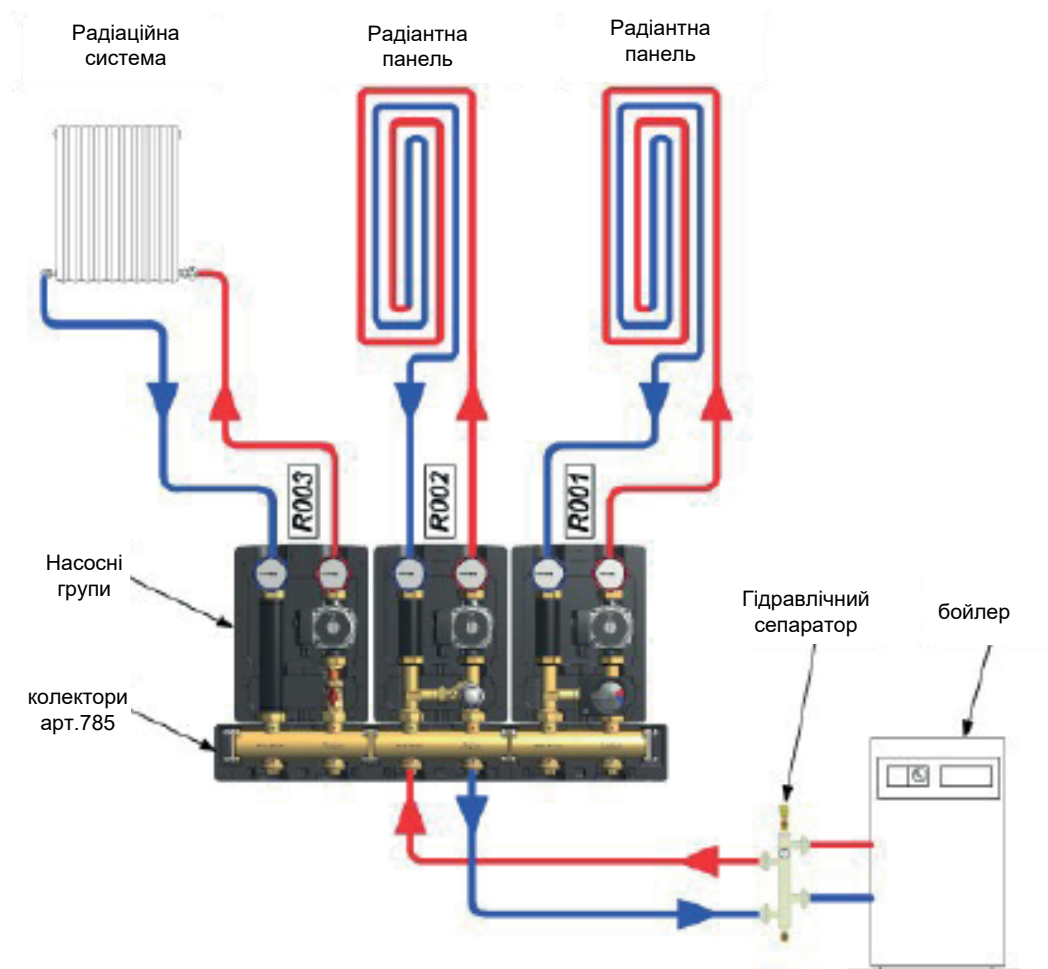 Радіаційна
система
Радіантна
панель
Радіантна
панель
R003
R002
R001
Насосні
групи
колектори
арт.785
Гідравлічний
сепаратор
бойлер